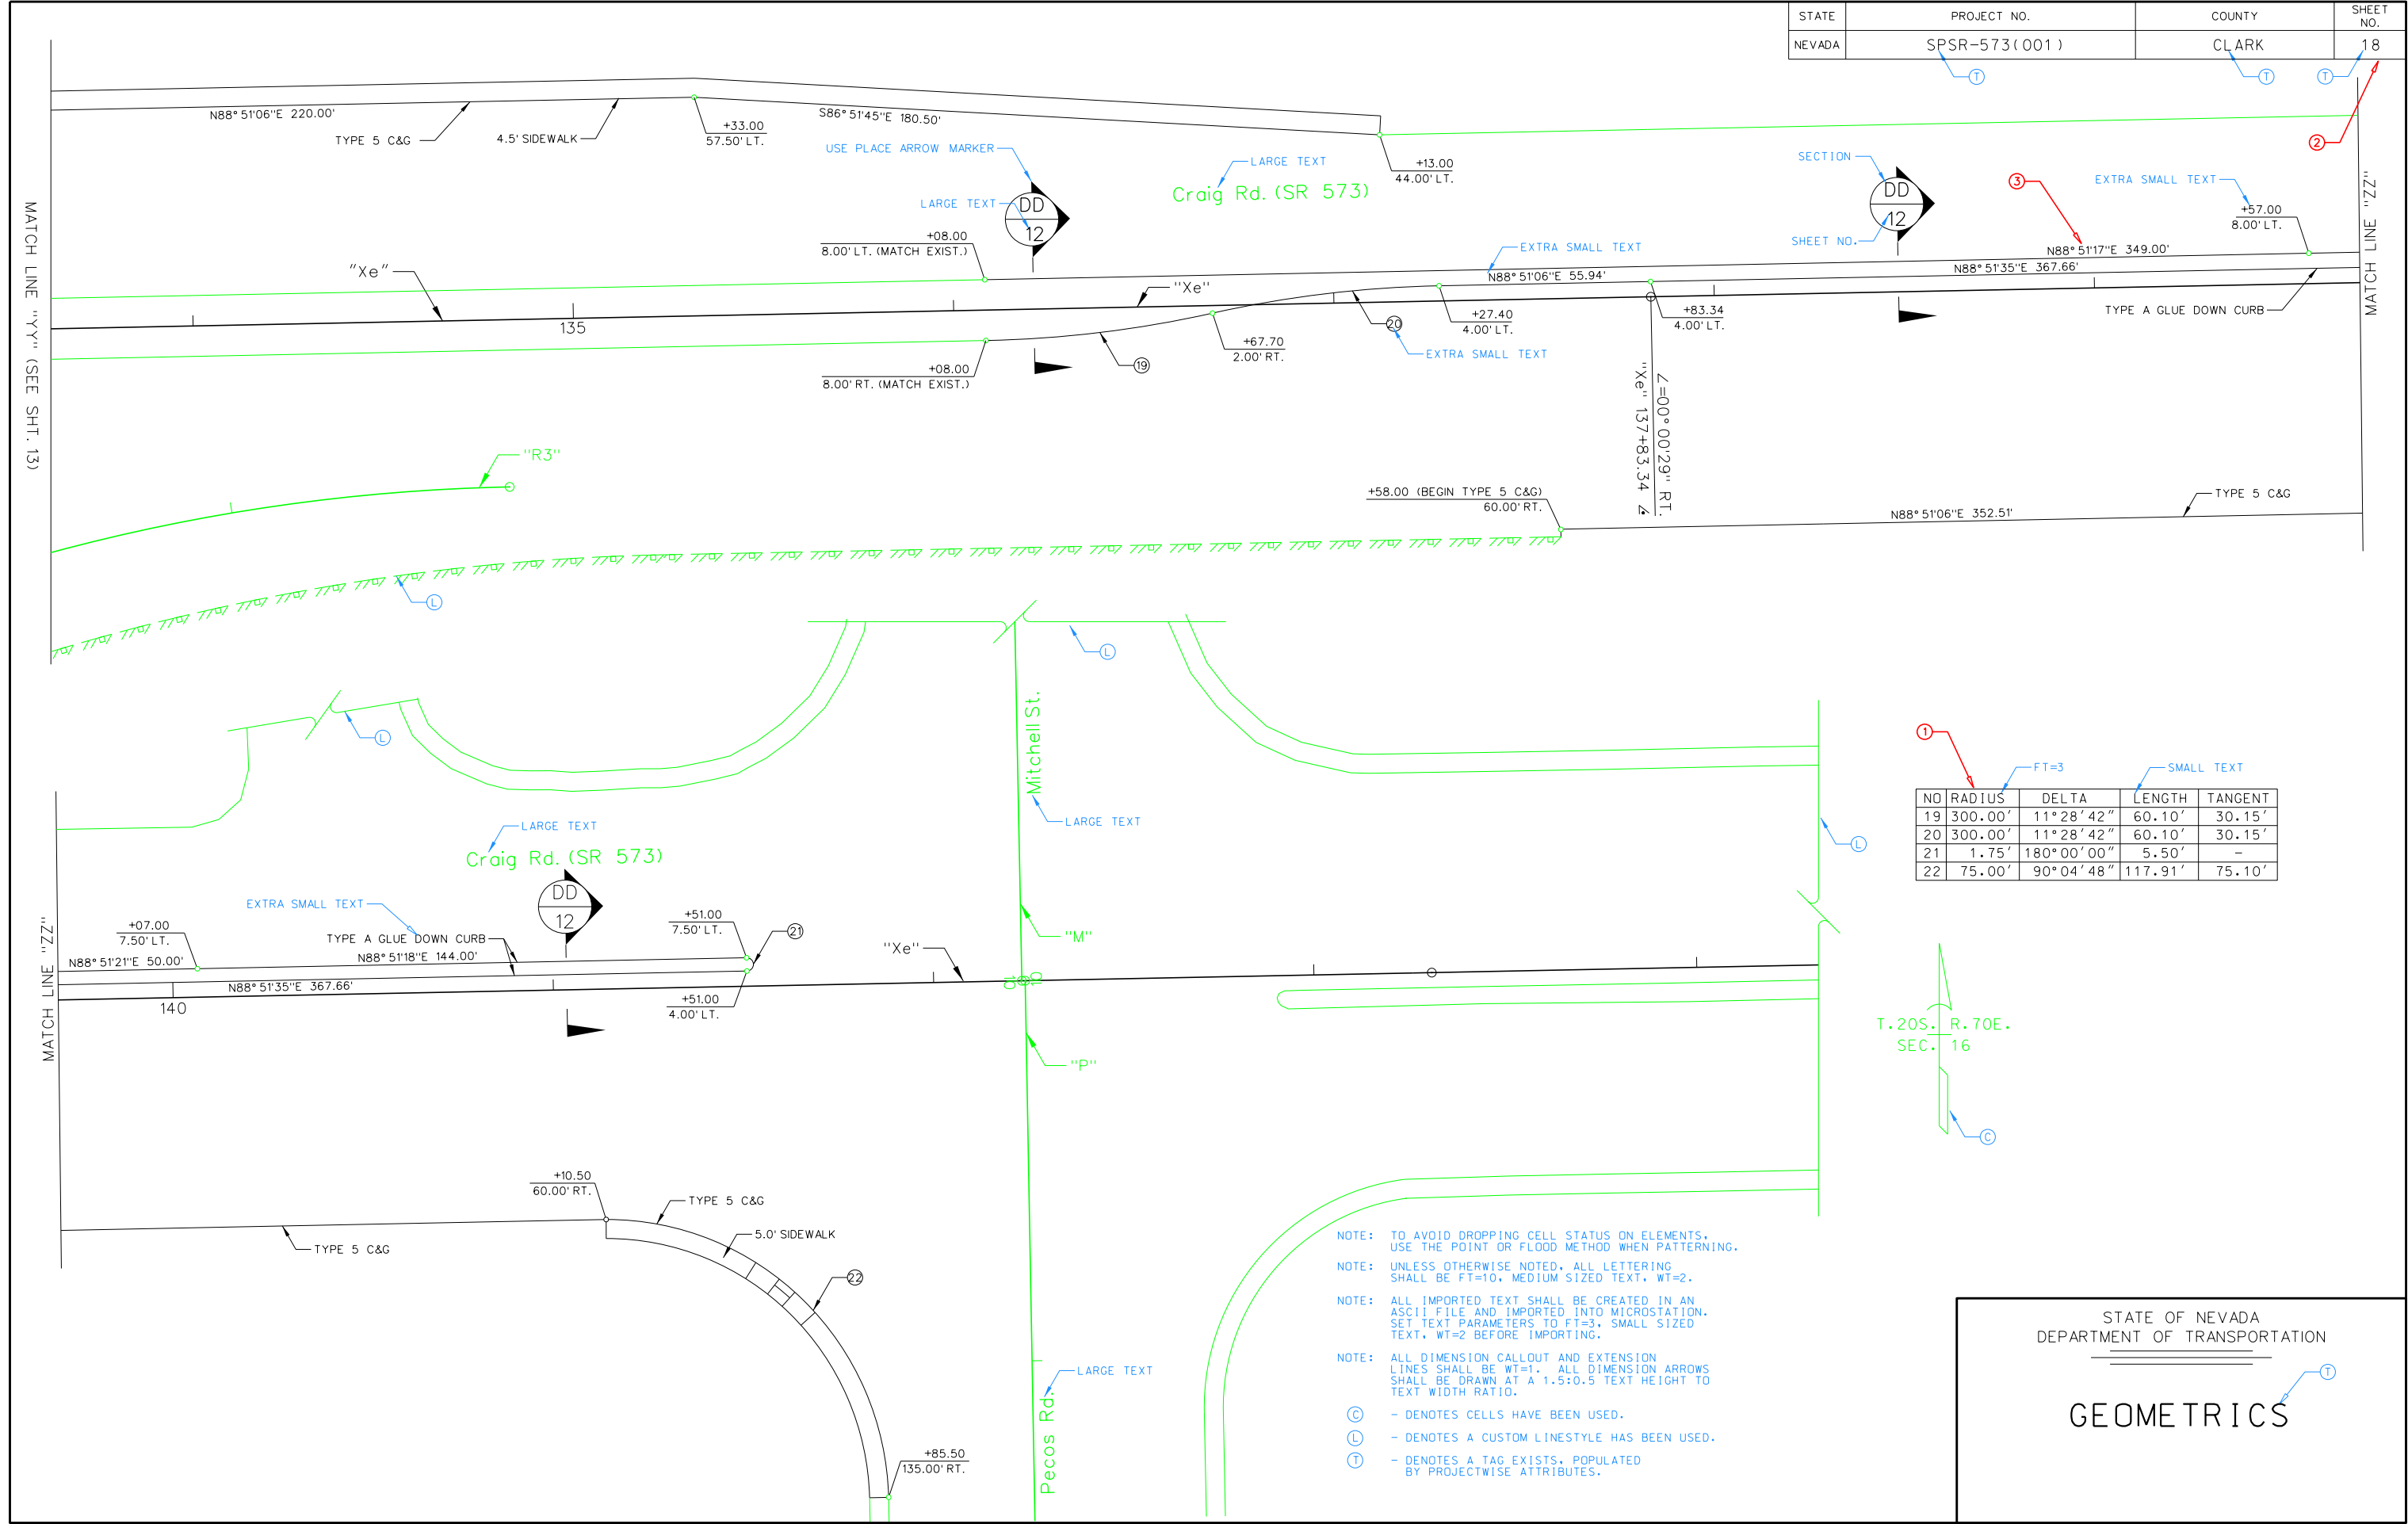 STATE PROJECT NO. COUNTY SHEET NO.
NEVADA SPSR-573(001) CLARK 18
T T T
2
MATCH LINE "YY" (SEE SHT. 13)
N88°51'06"E 220.00'
TYPE 5 C&G
4.5' SIDEWALK
+33.00
57.50' LT.
S86°51'45"E 180.50'
USE PLACE ARROW MARKER
LARGE TEXT
DD
12
LARGE TEXT
Craig Rd. (SR 573)
+13.00
44.00' LT.
SECTION
DD
12
SHEET NO.
3
EXTRA SMALL TEXT
+57.00
8.00' LT.
MATCH LINE "ZZ"
+08.00
8.00' LT. (MATCH EXIST.)
EXTRA SMALL TEXT
N88°51'17"E 349.00'
"Xe"
"Xe"
N88°51'06"E 55.94'
N88°51'35"E 367.66'
135
20
+27.40
4.00' LT.
+83.34
4.00' LT.
TYPE A GLUE DOWN CURB
+67.70
2.00' RT.
EXTRA SMALL TEXT
+08.00
8.00' RT. (MATCH EXIST.)
19
∠=00°00'29" RT.
"Xe" 137+83.34
"R3"
+58.00 (BEGIN TYPE 5 C&G)
60.00' RT.
TYPE 5 C&G
N88°51'06"E 352.51'
L
L
L
Mitchell St.
LARGE TEXT
L
1
FT=3
SMALL TEXT
NO RADIUS DELTA LENGTH TANGENT
19 300.00' 11°28'42" 60.10' 30.15'
20 300.00' 11°28'42" 60.10' 30.15'
21 1.75' 180°00'00" 5.50' -
22 75.00' 90°04'48" 117.91' 75.10'
LARGE TEXT
Craig Rd. (SR 573)
DD
12
MATCH LINE "ZZ"
EXTRA SMALL TEXT
+07.00
7.50' LT.
TYPE A GLUE DOWN CURB
+51.00
7.50' LT.
21
N88°51'21"E 50.00'
N88°51'18"E 144.00'
"Xe"
"M"
N88°51'35"E 367.66'
140
+51.00
4.00' LT.
10
10
"P"
T.20S. R.70E.
SEC. 16
C
+10.50
60.00' RT.
TYPE 5 C&G
5.0' SIDEWALK
TYPE 5 C&G
22
LARGE TEXT
Pecos Rd.
+85.50
135.00' RT.
NOTE: TO AVOID DROPPING CELL STATUS ON ELEMENTS,
USE THE POINT OR FLOOD METHOD WHEN PATTERNING.
NOTE: UNLESS OTHERWISE NOTED, ALL LETTERING
SHALL BE FT=10, MEDIUM SIZED TEXT, WT=2.
NOTE: ALL IMPORTED TEXT SHALL BE CREATED IN AN
ASCII FILE AND IMPORTED INTO MICROSTATION.
SET TEXT PARAMETERS TO FT=3, SMALL SIZED
TEXT, WT=2 BEFORE IMPORTING.
NOTE: ALL DIMENSION CALLOUT AND EXTENSION
LINES SHALL BE WT=1. ALL DIMENSION ARROWS
SHALL BE DRAWN AT A 1.5:0.5 TEXT HEIGHT TO
TEXT WIDTH RATIO.
C - DENOTES CELLS HAVE BEEN USED.
L - DENOTES A CUSTOM LINESTYLE HAS BEEN USED.
T - DENOTES A TAG EXISTS, POPULATED
BY PROJECTWISE ATTRIBUTES.
STATE OF NEVADA
DEPARTMENT OF TRANSPORTATION
T
GEOMETRICS